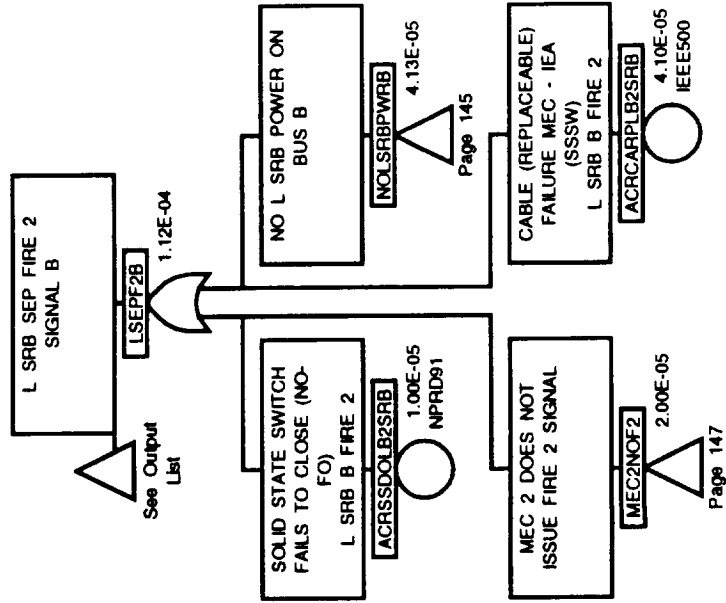 L SRB SEP FIRE 2
SIGNAL B
LSEPF2B
1.12E-04
See Output
List
SOLID STATE SWITCH
FAILS TO CLOSE (NO-
FO)
L SRB B FIRE 2
ACRSSDOLB2SRB
1.00E-05
NPRD91
NO L SRB POWER ON
BUS B
NOLSRBPWRB
4.13E-05
Page 145
MEC 2 DOES NOT
ISSUE FIRE 2 SIGNAL
MEC2NOF2
2.00E-05
Page 147
CABLE (REPLACEABLE)
FAILURE MEC - IEA
(SSSW)
L SRB B FIRE 2
ACRCARPLB2SRB
4.10E-05
IEEE500